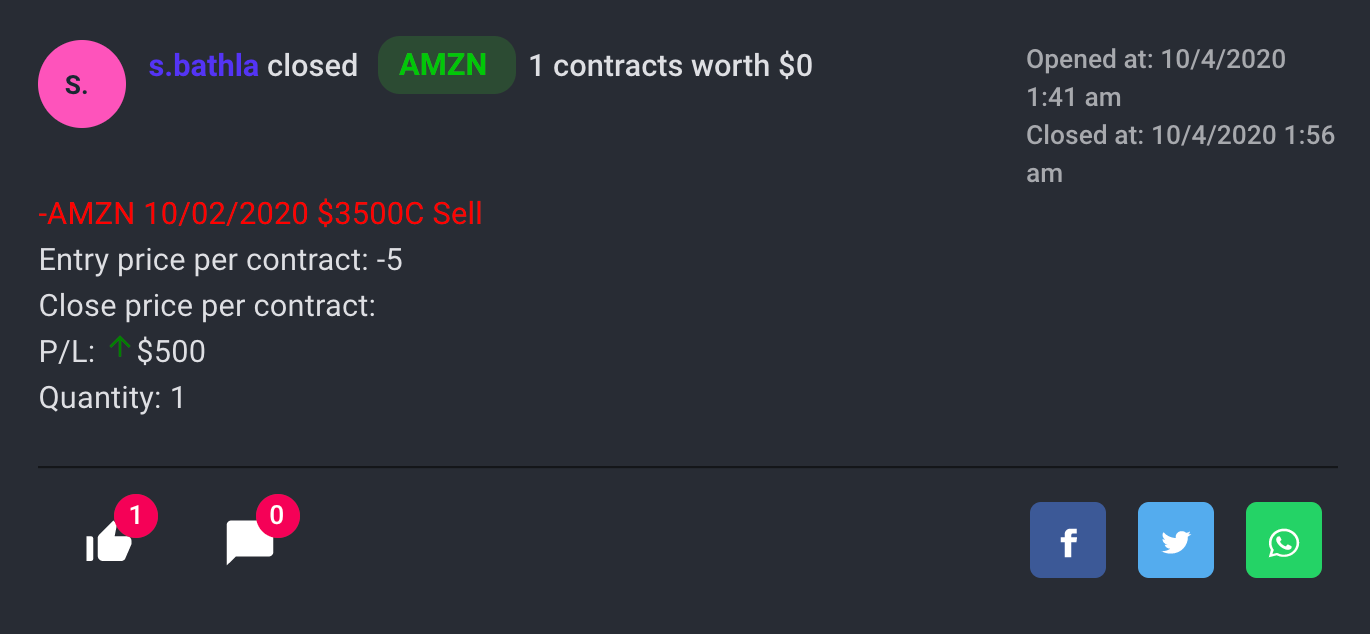 S.
s.bathla closed AMZN 1 contracts worth $0
Opened at: 10/4/2020
1:41 am
Closed at: 10/4/2020 1:56
am
-AMZN 10/02/2020 $3500C Sell
Entry price per contract: -5
Close price per contract:
P/L: ↑$500
Quantity: 1
1
0
f